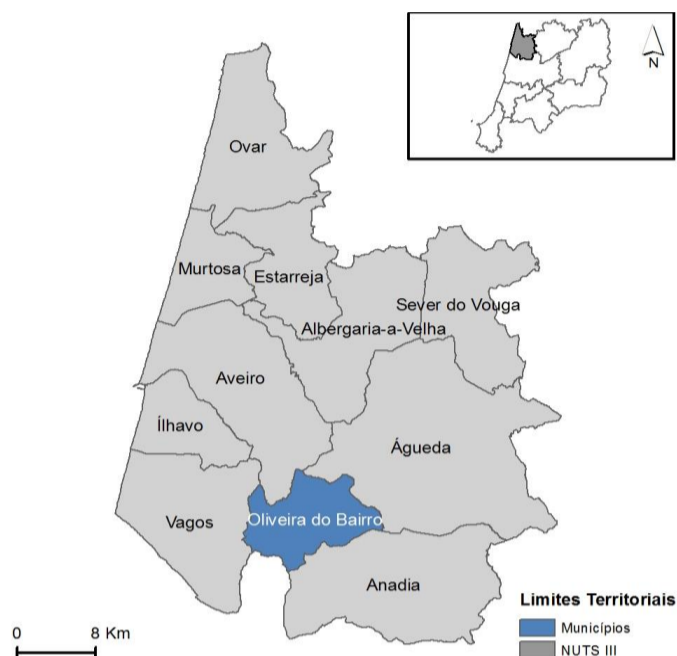 N
Ovar
Murtosa
Estarreja
Sever do Vouga
Albergaria-a-Velha
Aveiro
Ílhavo
Águeda
Vagos
Oliveira do Bairro
Anadia
Limites Territoriais
0 8 Km
Municípios
NUTS III